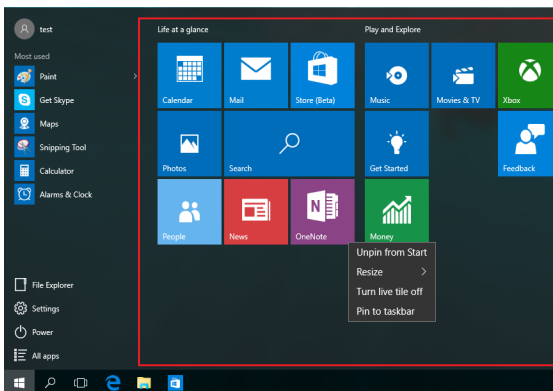 test
Most used
Paint
Get Skype
Maps
Snipping Tool
Calculator
Alarms & Clock
File Explorer
Settings
Power
All apps
Life at a glance
Calendar
Mail
Store (Beta)
Photos
Search
People
News
OneNote
Play and Explore
Music
Movies & TV
Xbox
Get Started
Feedback
Money
Unpin from Start
Resize
Turn live tile off
Pin to taskbar